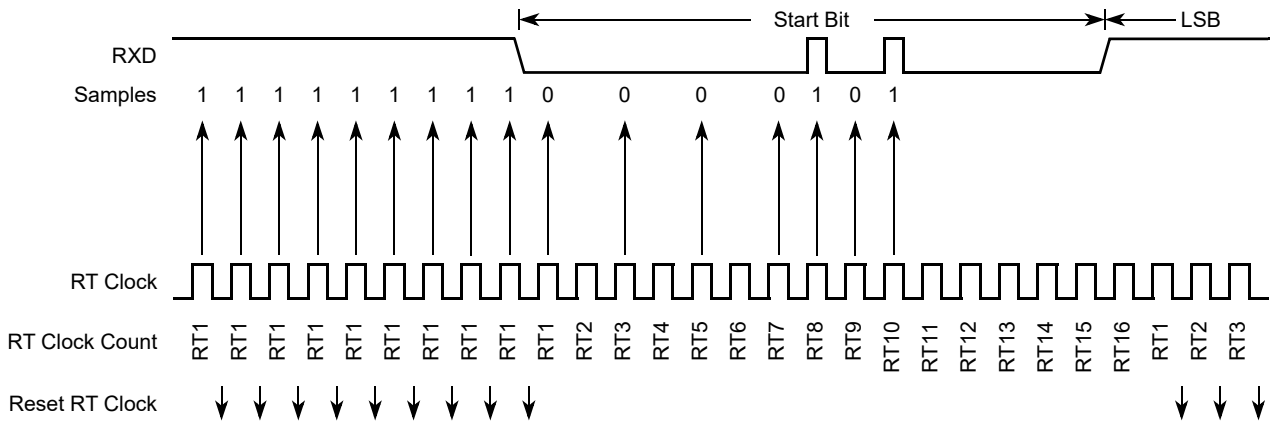 Start Bit LSB
RXD
Samples 1 1 1 1 1 1 1 1 1 0 0 0 0 1 0 1
RT Clock
RT Clock Count RT1 RT1 RT1 RT1 RT1 RT1 RT1 RT1 RT1 RT1 RT2 RT3 RT4 RT5 RT6 RT7 RT8 RT9 RT10 RT11 RT12 RT13 RT14 RT15 RT16 RT1 RT2 RT3
Reset RT Clock